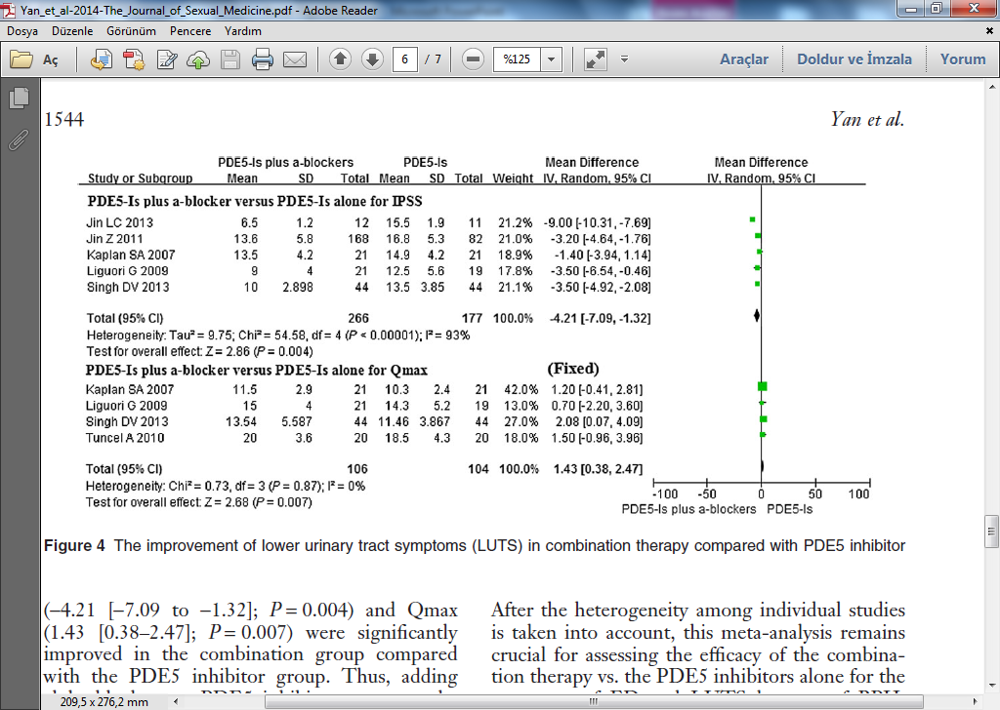 Yan_et_al-2014-The_Journal_of_Sexual_Medicine.pdf - Adobe Reader
Dosya Düzenle Görünüm Pencere Yardım
Aç 6 / 7 %125 Araçlar Doldur ve İmzala Yorum
1544 Yan et al.
PDE5-Is plus a-blockers PDE5-Is Mean Difference Mean Difference
Study or Subgroup Mean SD Total Mean SD Total Weight IV, Random, 95% CI IV, Random, 95% CI
PDE5-Is plus a-blocker versus PDE5-Is alone for IPSS
Jin LC 2013 6.5 1.2 12 15.5 1.9 11 21.2% -9.00 [-10.31, -7.69]
Jin Z 2011 13.6 5.8 168 16.8 5.3 82 21.0% -3.20 [-4.64, -1.76]
Kaplan SA 2007 13.5 4.2 21 14.9 4.2 21 18.9% -1.40 [-3.94, 1.14]
Liguori G 2009 9 4 21 12.5 5.6 19 17.8% -3.50 [-6.54, -0.46]
Singh DV 2013 10 2.898 44 13.5 3.85 44 21.1% -3.50 [-4.92, -2.08]
Total (95% CI) 266 177 100.0% -4.21 [-7.09, -1.32]
Heterogeneity: Tau² = 9.75; Chi² = 54.58, df = 4 (P < 0.00001); I² = 93%
Test for overall effect: Z = 2.86 (P = 0.004)
PDE5-Is plus a-blocker versus PDE5-Is alone for Qmax (Fixed)
Kaplan SA 2007 11.5 2.9 21 10.3 2.4 21 42.0% 1.20 [-0.41, 2.81]
Liguori G 2009 15 4 21 14.3 5.2 19 13.0% 0.70 [-2.20, 3.60]
Singh DV 2013 13.54 5.587 44 11.46 3.867 44 27.0% 2.08 [0.07, 4.09]
Tuncel A 2010 20 3.6 20 18.5 4.3 20 18.0% 1.50 [-0.96, 3.96]
Total (95% CI) 106 104 100.0% 1.43 [0.38, 2.47]
Heterogeneity: Chi² = 0.73, df = 3 (P = 0.87); I² = 0%
Test for overall effect: Z = 2.68 (P = 0.007)
-100 -50 0 50 100
PDE5-Is plus a-blockers PDE5-Is
Figure 4 The improvement of lower urinary tract symptoms (LUTS) in combination therapy compared with PDE5 inhibitor
(–4.21 [–7.09 to –1.32]; P = 0.004) and Qmax
(1.43 [0.38–2.47]; P = 0.007) were significantly
improved in the combination group compared
with the PDE5 inhibitor group. Thus, adding
After the heterogeneity among individual studies
is taken into account, this meta-analysis remains
crucial for assessing the efficacy of the combina-
tion therapy vs. the PDE5 inhibitors alone for the
209,5 x 276,2 mm